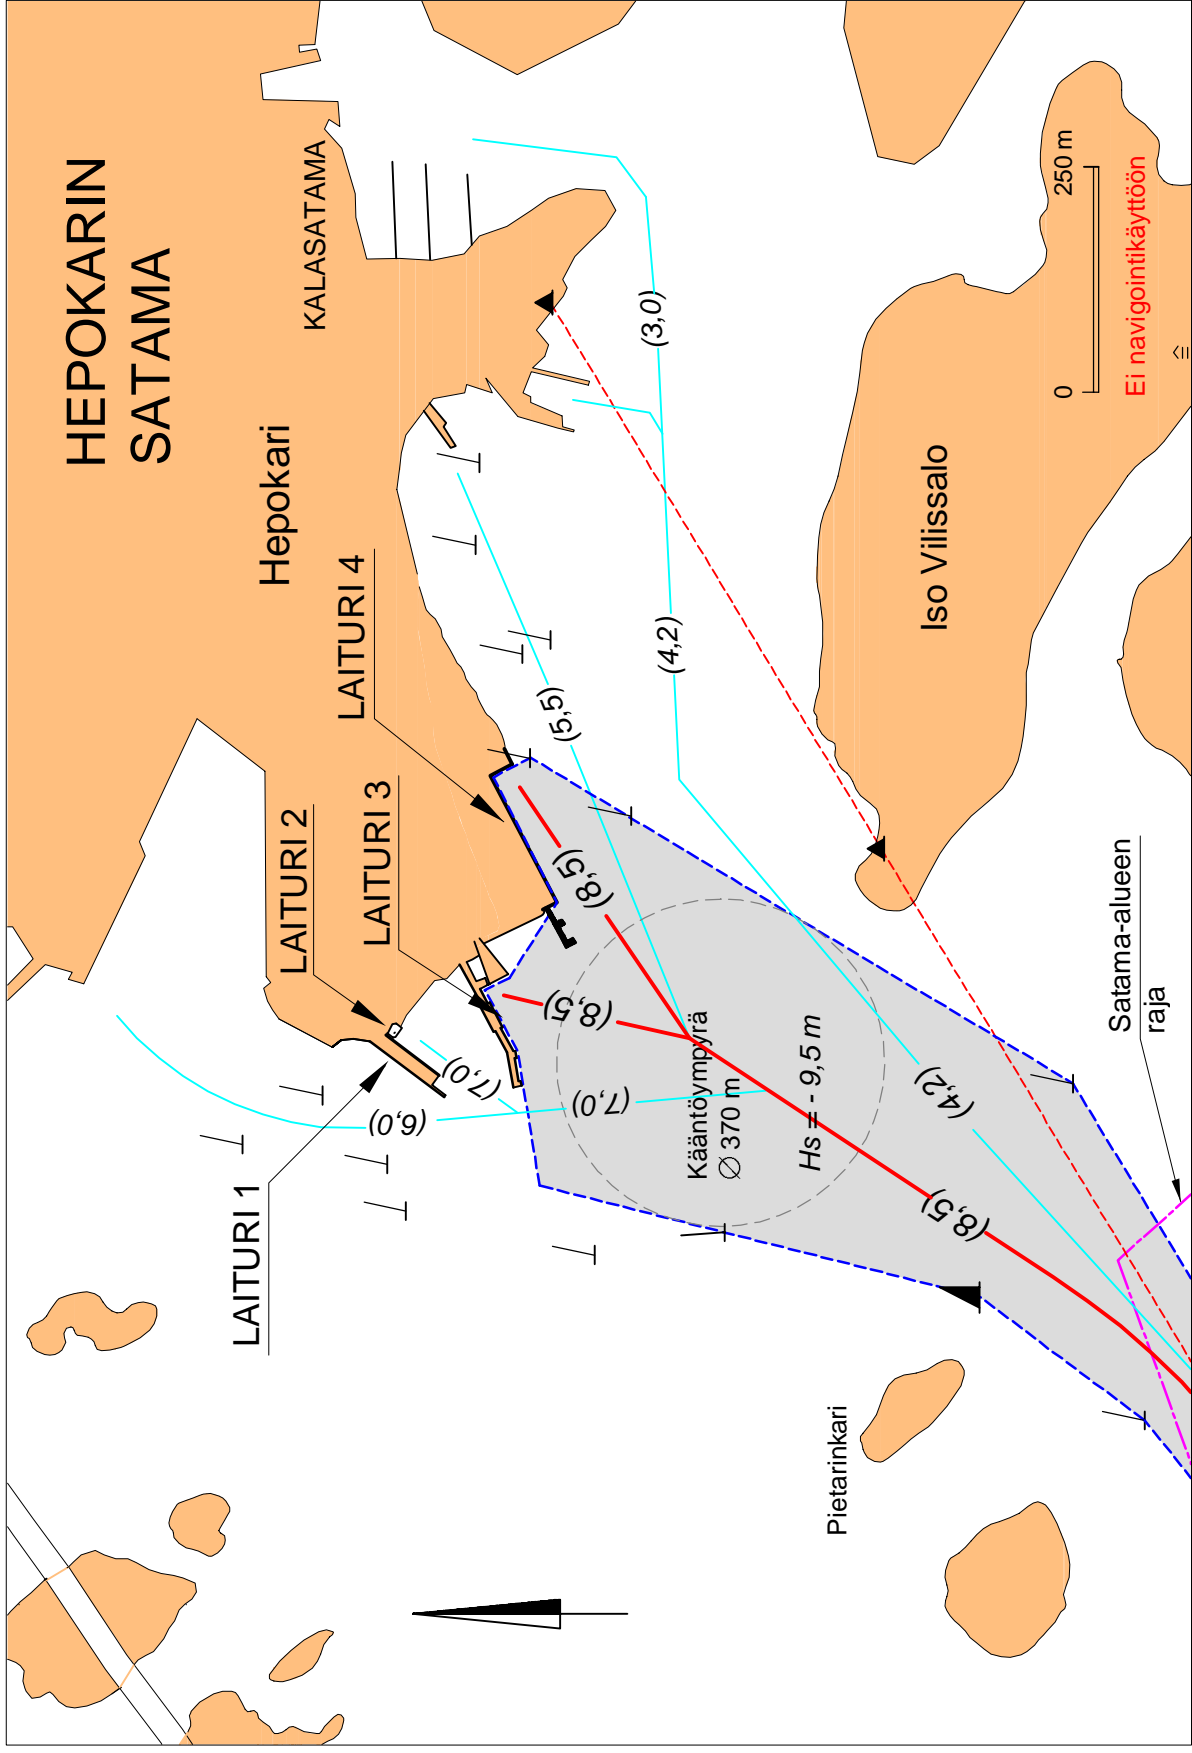 HEPOKARIN
SATAMA
KALASATAMA
Hepokari
LAITURI 4
LAITURI 3
LAITURI 2
LAITURI 1
(3,0)
(4,2)
(5,5)
(8,5)
(8,5)
(7,0)
(7,0)
(6,0)
Kääntöympyrä
Ø 370 m
Hs = - 9,5 m
(4,2)
(8,5)
Iso Vilissalo
Pietarinkari
Satama-alueen
raja
0 250 m
Ei navigointikäyttöön